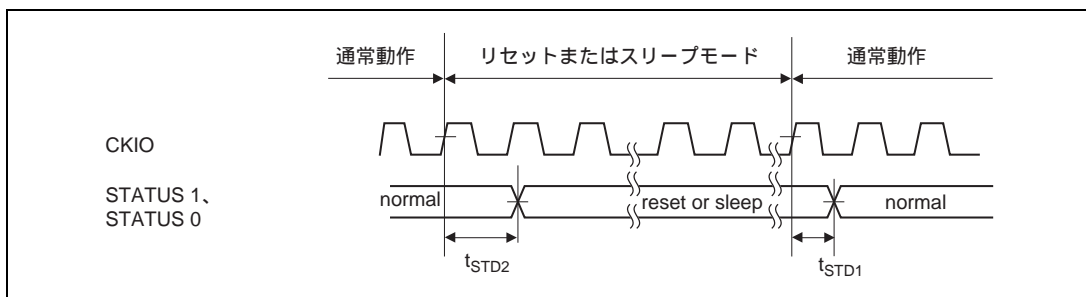 通常動作 リセットまたはスリープモード 通常動作
CKIO
STATUS 1、
STATUS 0
normal reset or sleep normal
tSTD2 tSTD1